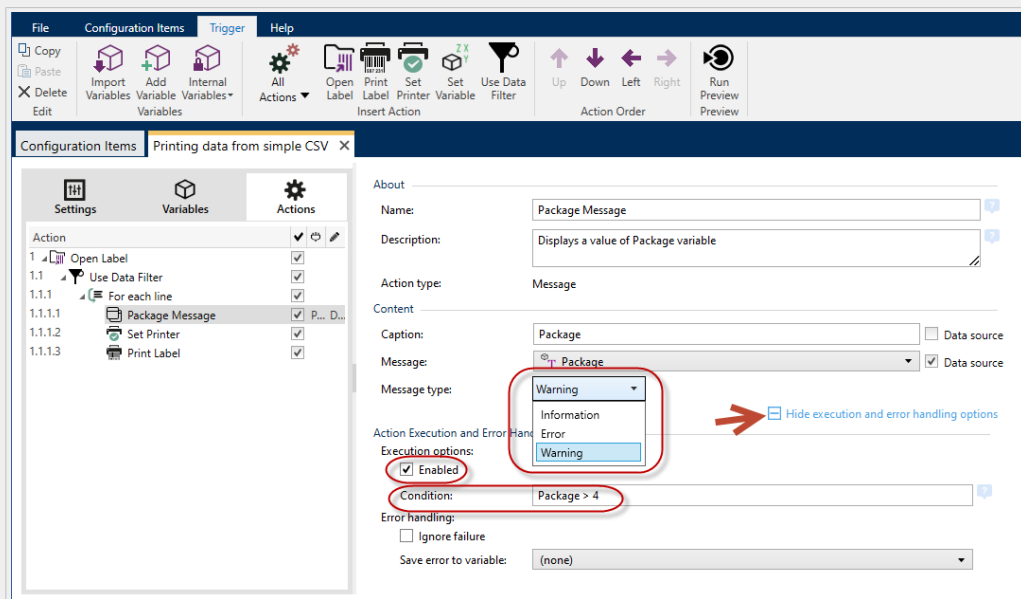 File Configuration Items Trigger Help
Copy
Paste
Delete
Edit
Import Variables
Add Variable
Internal Variables
Variables
All Actions
Open Label
Print Label
Set Printer
Set Variable
Use Data Filter
Insert Action
Up Down Left Right
Action Order
Run Preview
Preview
Configuration Items Printing data from simple CSV
Settings Variables Actions
Action
1 Open Label
1.1 Use Data Filter
1.1.1 For each line
1.1.1.1 Package Message P... D...
1.1.1.2 Set Printer
1.1.1.3 Print Label
About
Name: Package Message
Description: Displays a value of Package variable
Action type: Message
Content
Caption: Package Data source
Message: Package Data source
Message type: Warning
Information
Error
Warning
Hide execution and error handling options
Action Execution and Error Hand
Execution options:
Enabled
Condition: Package > 4
Error handling:
Ignore failure
Save error to variable: (none)